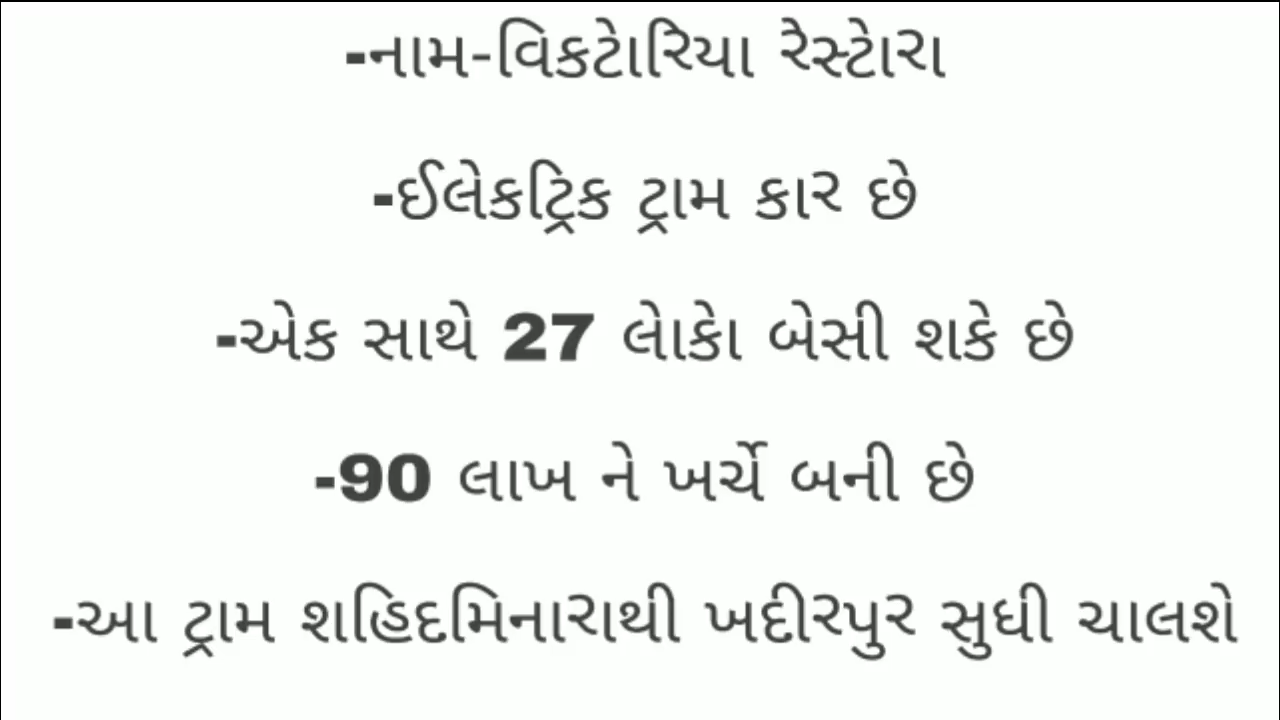 -નામ-વિકટોરિયા રેસ્ટોરા
-ઈલેકટ્રિક ટ્રામ કાર છે
-એક સાથે 27 લોકો બેસી શકે છે
-90 લાખ ને ખર્ચે બની છે
-આ ટ્રામ શહિદમિનારાથી ખદીરપુર સુધી ચાલશે